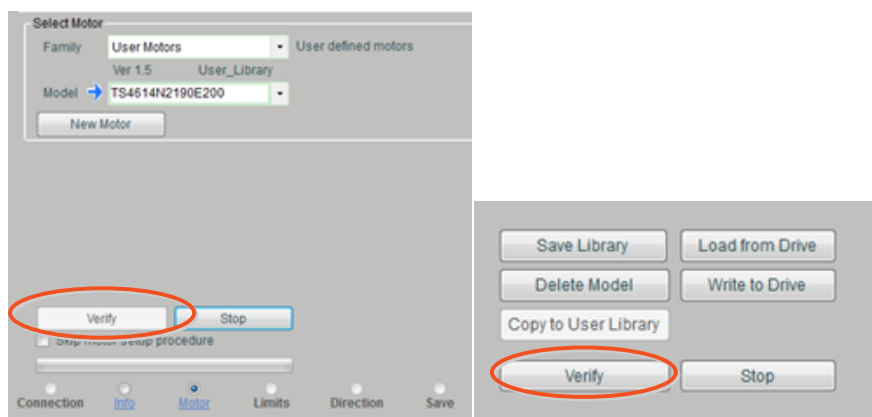 Select Motor
Family User Motors User defined motors
Ver 1.5 User_Library
Model TS4614N2190E200
New Motor
Verify Stop
Skip motor setup procedure
Connection Info Motor Limits Direction Save
Save Library Load from Drive
Delete Model Write to Drive
Copy to User Library
Verify Stop